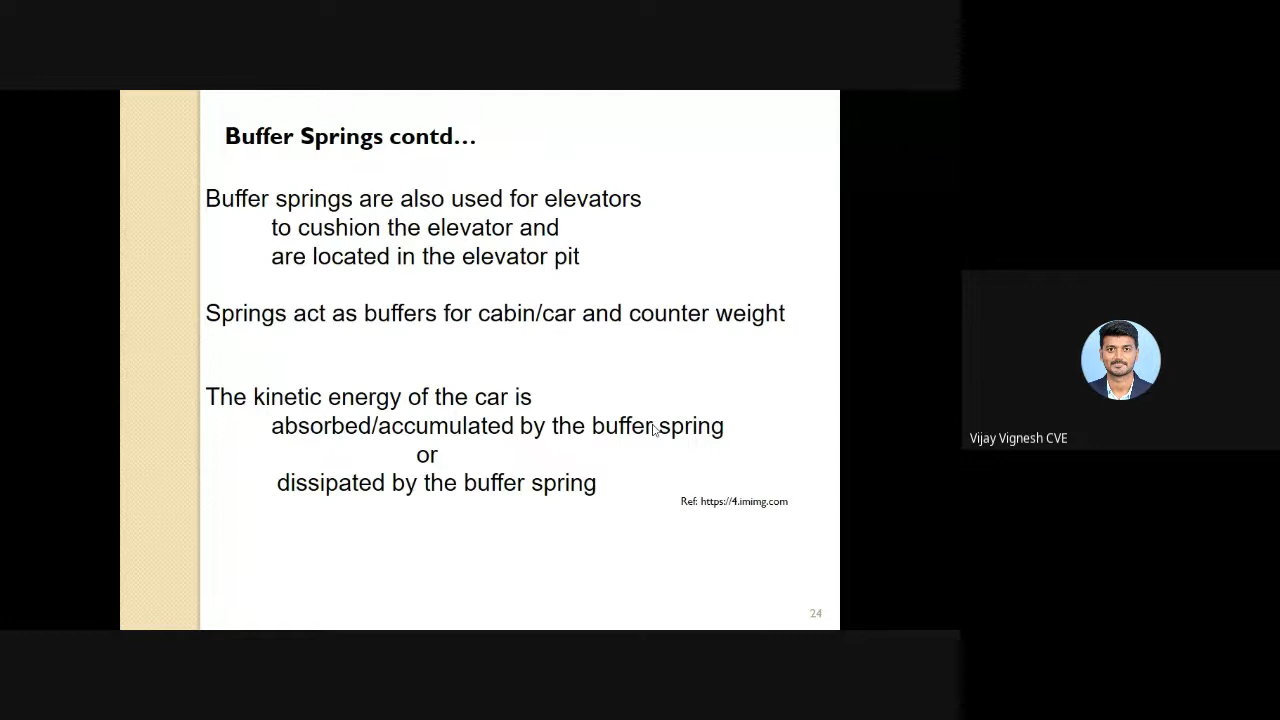 Buffer Springs contd...
Buffer springs are also used for elevators
to cushion the elevator and
are located in the elevator pit
Springs act as buffers for cabin/car and counter weight
The kinetic energy of the car is
absorbed/accumulated by the buffer spring
or
dissipated by the buffer spring
Ref: https://4.imimg.com
24
Vijay Vignesh CVE